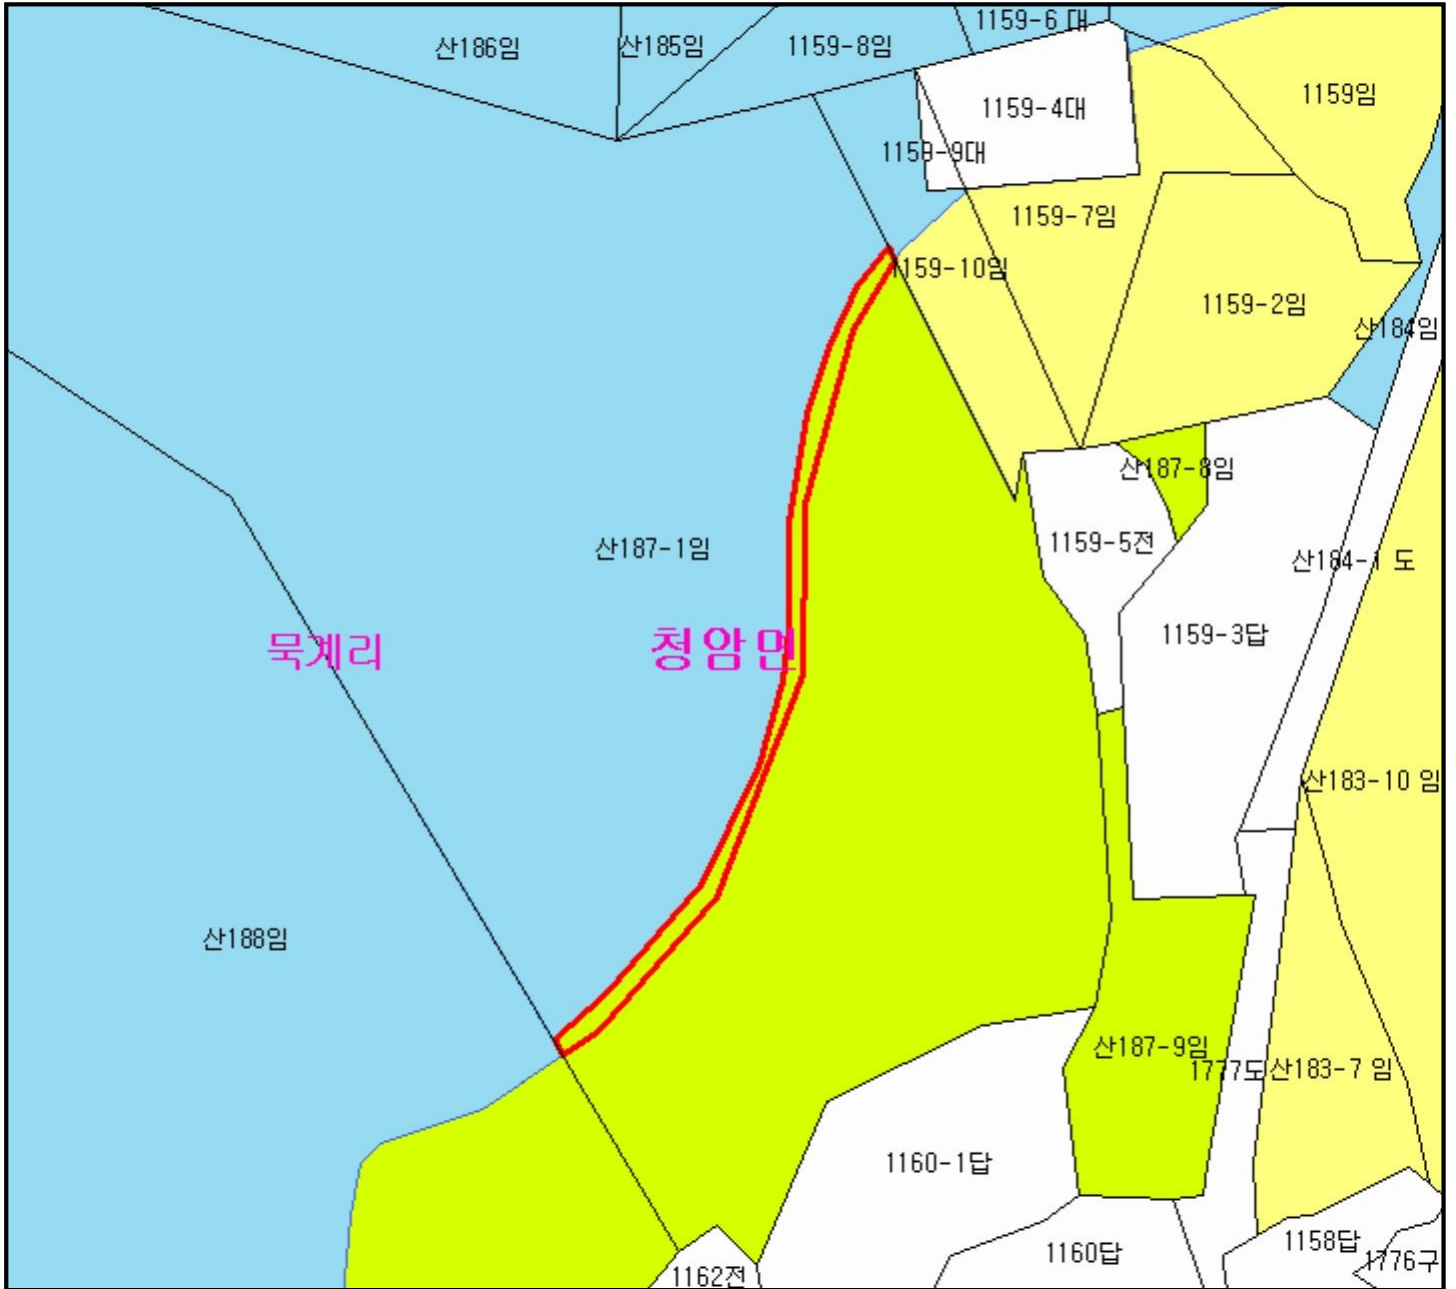 1159-6 대
산186임
산185임
1159-8임
1159임
1159-4대
1159-9대
1159-7임
1159-10임
1159-2임
산184임
산187-8임
산187-1임
1159-5전
산184-1 도
묵계리
청암면
1159-3답
산183-10 임
산188임
산187-9임
1777도
산183-7 임
1160-1답
1160답
1158답
1776구
1162전